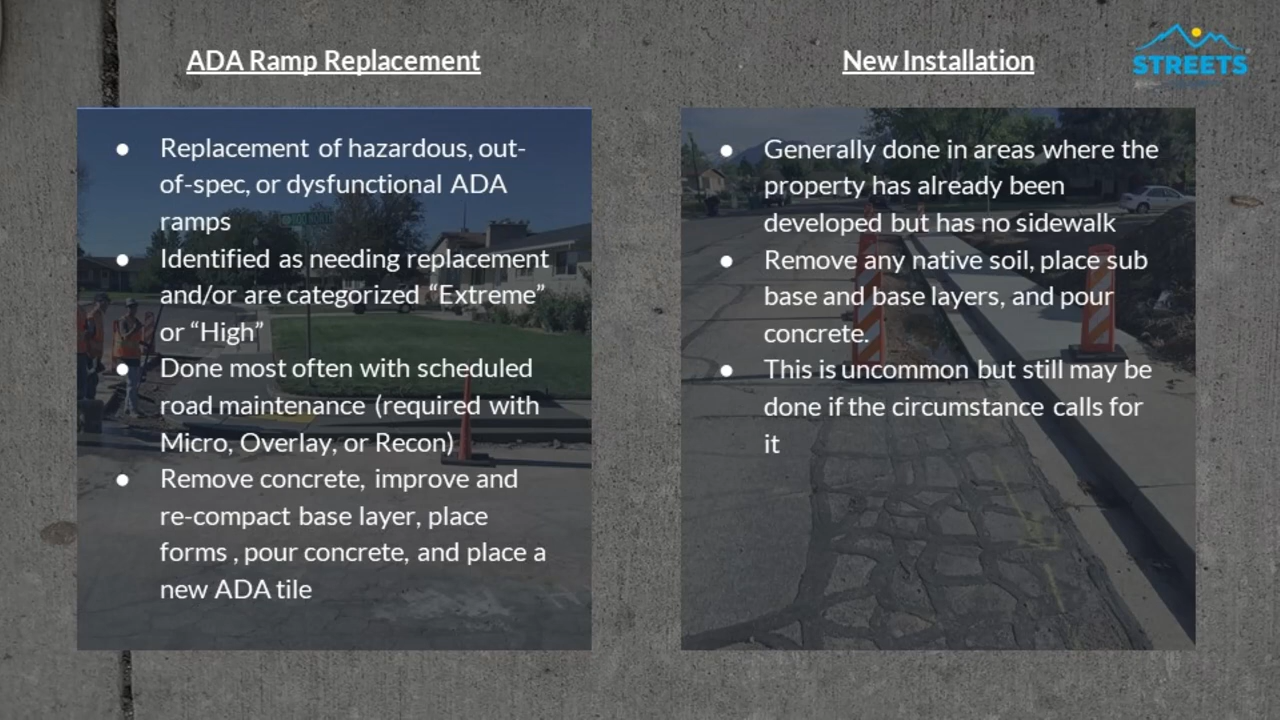 ADA Ramp Replacement
● Replacement of hazardous, out-
of-spec, or dysfunctional ADA
ramps
● Identified as needing replacement
and/or are categorized “Extreme”
or “High”
● Done most often with scheduled
road maintenance (required with
Micro, Overlay, or Recon)
● Remove concrete, improve and
re-compact base layer, place
forms , pour concrete, and place a
new ADA tile
New Installation
● Generally done in areas where the
property has already been
developed but has no sidewalk
● Remove any native soil, place sub
base and base layers, and pour
concrete.
● This is uncommon but still may be
done if the circumstance calls for
it
STREETS